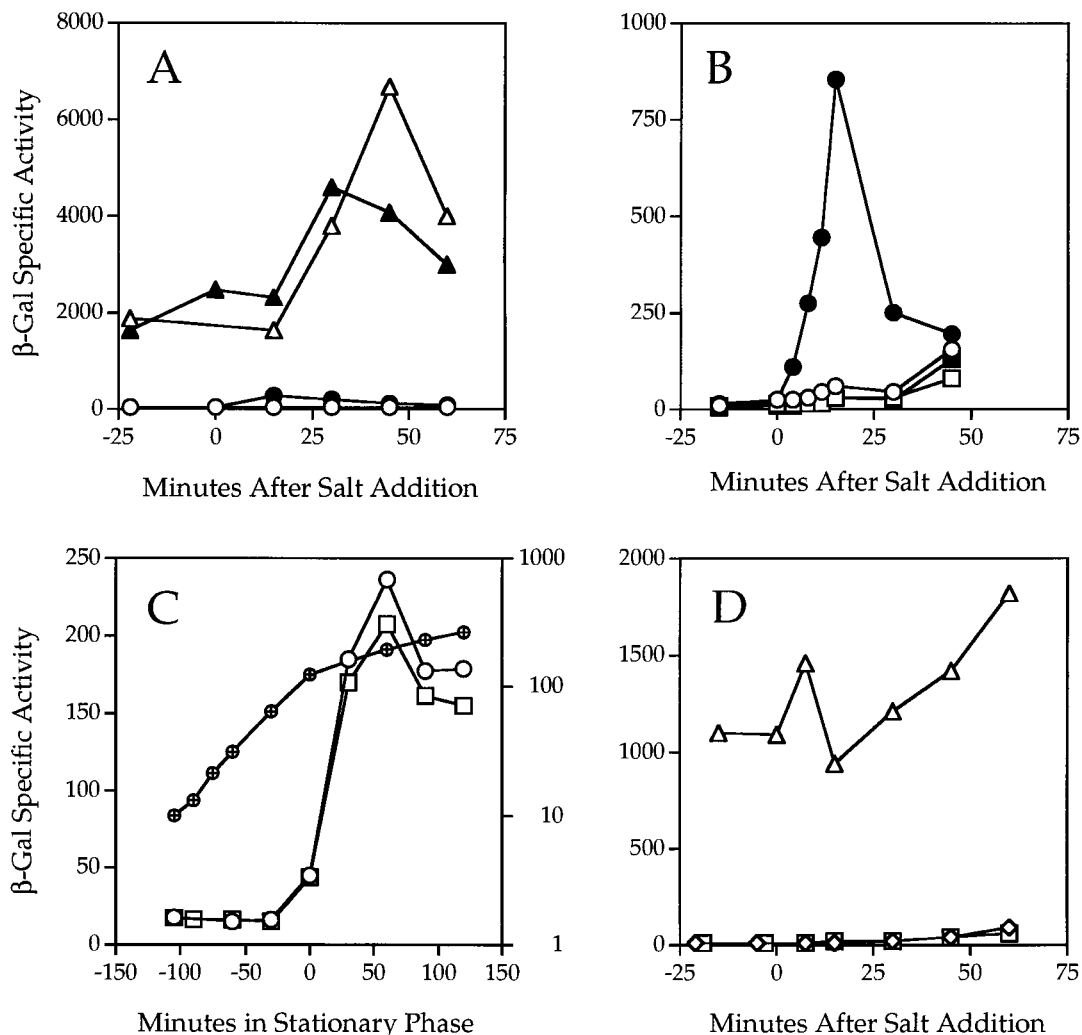 8000
6000
4000
2000
0
-25 0 25 50 75
A
β-Gal Specific Activity
Minutes After Salt Addition
1000
750
500
250
0
-25 0 25 50 75
B
Minutes After Salt Addition
250
200
150
100
50
0
1000
100
10
1
-150 -100 -50 0 50 100 150
C
β-Gal Specific Activity
Minutes in Stationary Phase
2000
1500
1000
500
0
-25 0 25 50 75
D
Minutes After Salt Addition